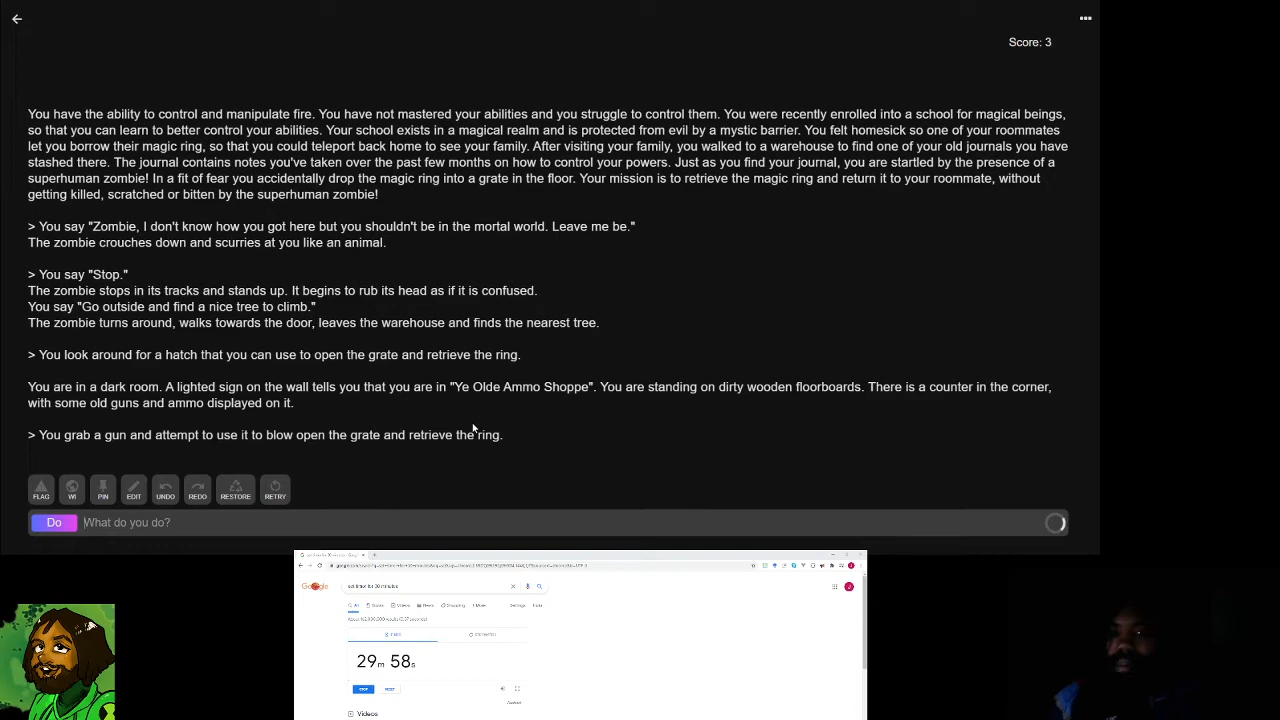 Score: 3
You have the ability to control and manipulate fire. You have not mastered your abilities and you struggle to control them. You were recently enrolled into a school for magical beings,
so that you can learn to better control your abilities. Your school exists in a magical realm and is protected from evil by a mystic barrier. You felt homesick so one of your roommates
let you borrow their magic ring, so that you could teleport back home to see your family. After visiting your family, you walked to a warehouse to find one of your old journals you have
stashed there. The journal contains notes you've taken over the past few months on how to control your powers. Just as you find your journal, you are startled by the presence of a
superhuman zombie! In a fit of fear you accidentally drop the magic ring into a grate in the floor. Your mission is to retrieve the magic ring and return it to your roommate, without
getting killed, scratched or bitten by the superhuman zombie!
> You say "Zombie, I don't know how you got here but you shouldn't be in the mortal world. Leave me be."
The zombie crouches down and scurries at you like an animal.
> You say "Stop."
The zombie stops in its tracks and stands up. It begins to rub its head as if it is confused.
You say "Go outside and find a nice tree to climb."
The zombie turns around, walks towards the door, leaves the warehouse and finds the nearest tree.
> You look around for a hatch that you can use to open the grate and retrieve the ring.
You are in a dark room. A lighted sign on the wall tells you that you are in "Ye Olde Ammo Shoppe". You are standing on dirty wooden floorboards. There is a counter in the corner,
with some old guns and ammo displayed on it.
> You grab a gun and attempt to use it to blow open the grate and retrieve the ring.
FLAG WI PIN EDIT UNDO REDO RESTORE RETRY
Do What do you do?
Google set timer for 30 minutes
All Videos News Shopping More Settings Tools
29m 58s
STOP RESET
Videos